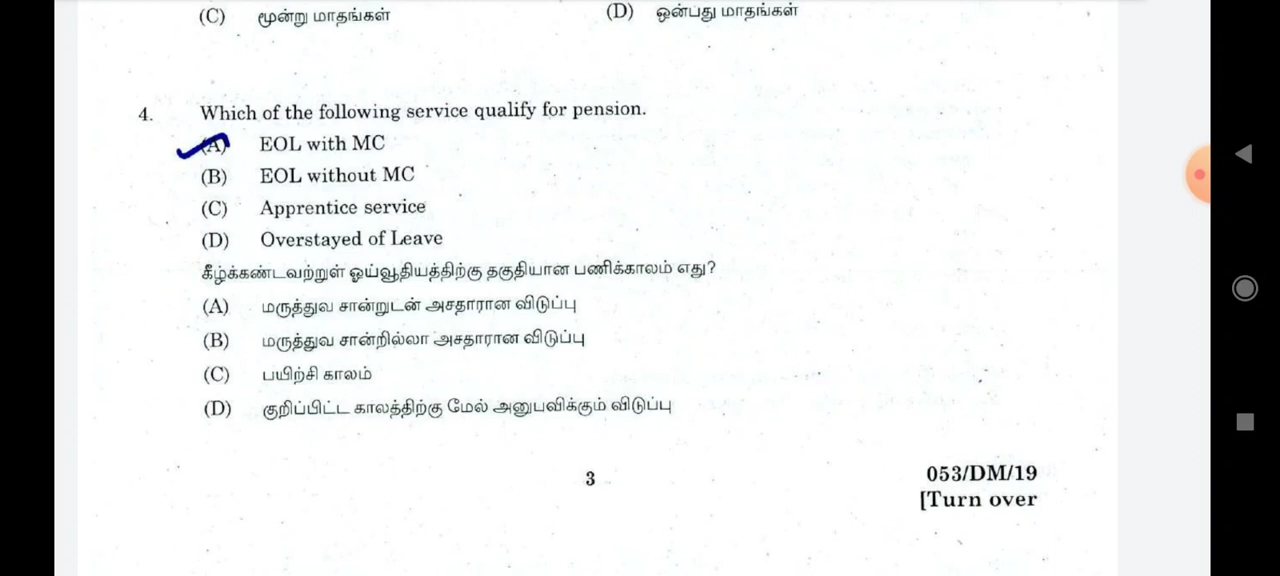 (C) மூன்று மாதங்கள் (D) ஒன்பது மாதங்கள்
4. Which of the following service qualify for pension.
(A) EOL with MC
(B) EOL without MC
(C) Apprentice service
(D) Overstayed of Leave
கீழ்க்கண்டவற்றுள் ஓய்வூதியத்திற்கு தகுதியான பணிக்காலம் எது?
(A) மருத்துவ சான்றுடன் அசதாரான விடுப்பு
(B) மருத்துவ சான்றில்லா அசதாரான விடுப்பு
(C) பயிற்சி காலம்
(D) குறிப்பிட்ட காலத்திற்கு மேல் அனுபவிக்கும் விடுப்பு
3
053/DM/19
[Turn over